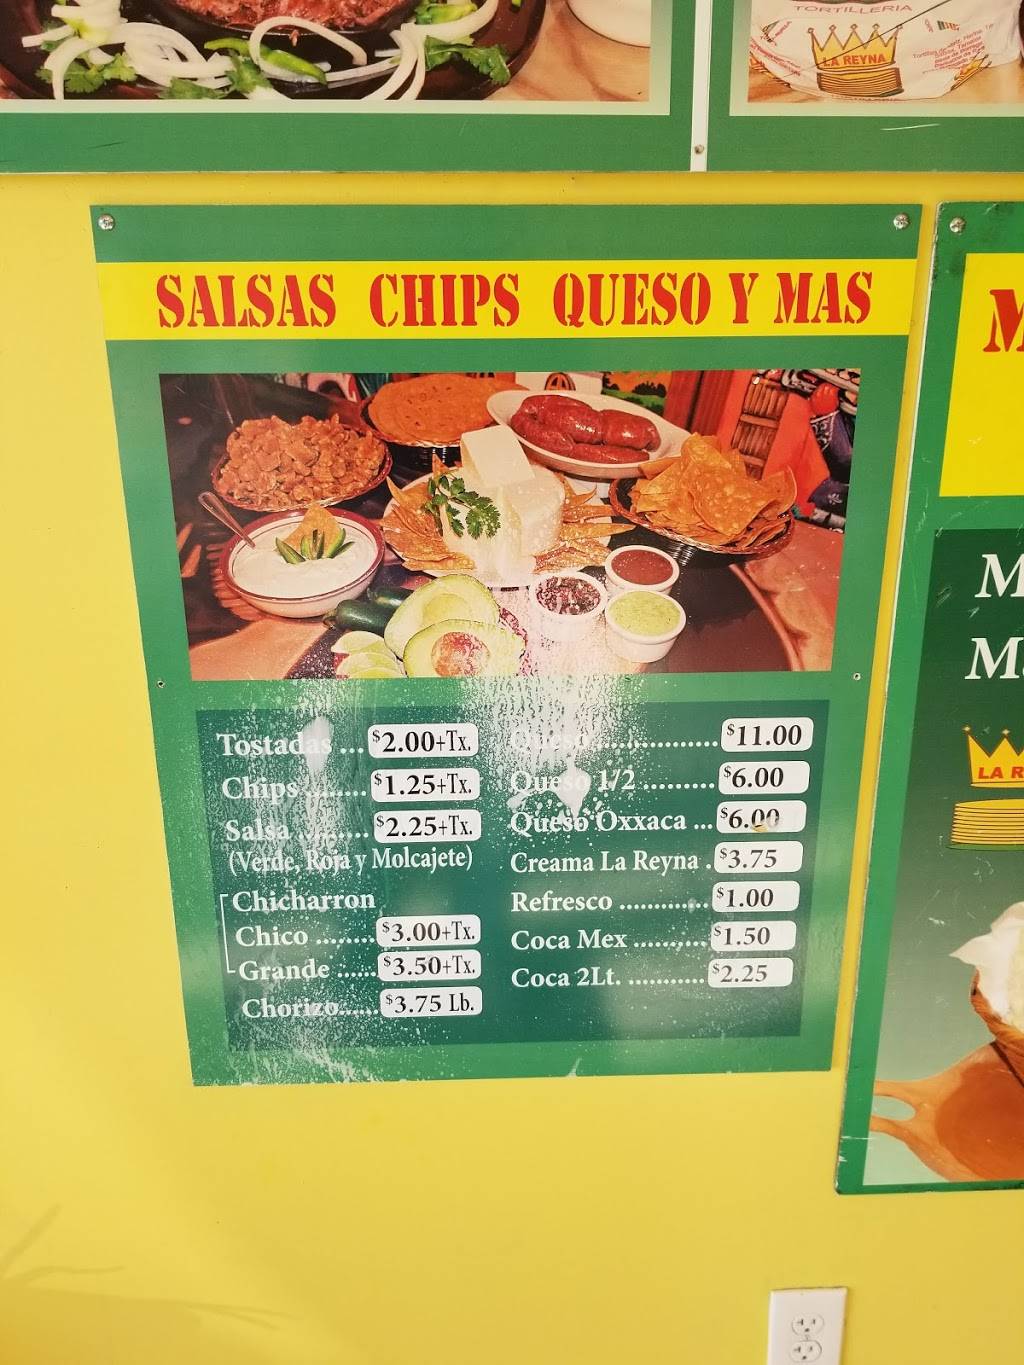 TORTILLERIA
LA REYNA
SALSAS CHIPS QUESO Y MAS
Tostadas ... $2.00+Tx.
Chips ....... $1.25+Tx.
Salsa ......... $2.25+Tx.
(Verde, Roja y Molcajete)
Chicharron
Chico ........ $3.00+Tx.
Grande ...... $3.50+Tx.
Chorizo...... $3.75 Lb.
Queso ................ $11.00
Queso 1/2 .......... $6.00
Queso Oxxaca ... $6.00
Creama La Reyna . $3.75
Refresco ............ $1.00
Coca Mex .......... $1.50
Coca 2Lt. ............ $2.25
M
M
LA R